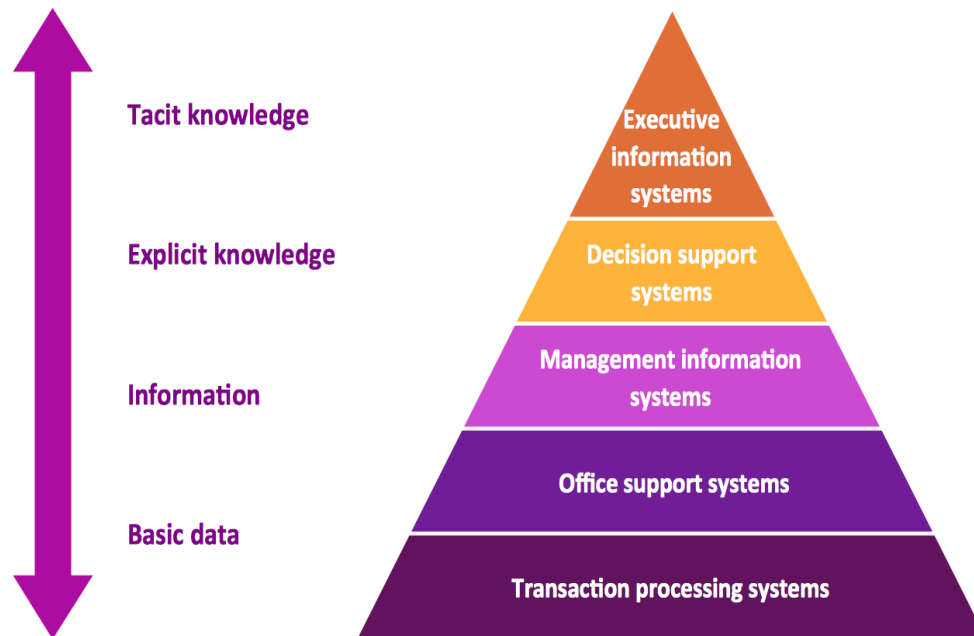 Tacit knowledge
Explicit knowledge
Information
Basic data
Executive
information
systems
Decision support
systems
Management information
systems
Office support systems
Transaction processing systems